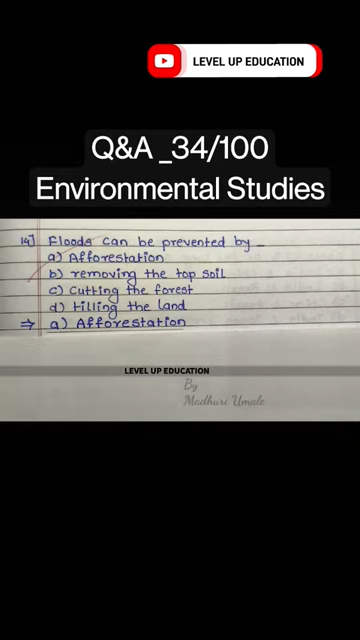 LEVEL UP EDUCATION
Q&A _34/100
Environmental Studies
14] Floods can be prevented by _
a) Afforestation
b) removing the top soil
c) Cutting the forest
d) Tilling the land
⇒ a) Afforestation
LEVEL UP EDUCATION
By
Madhuri Umale